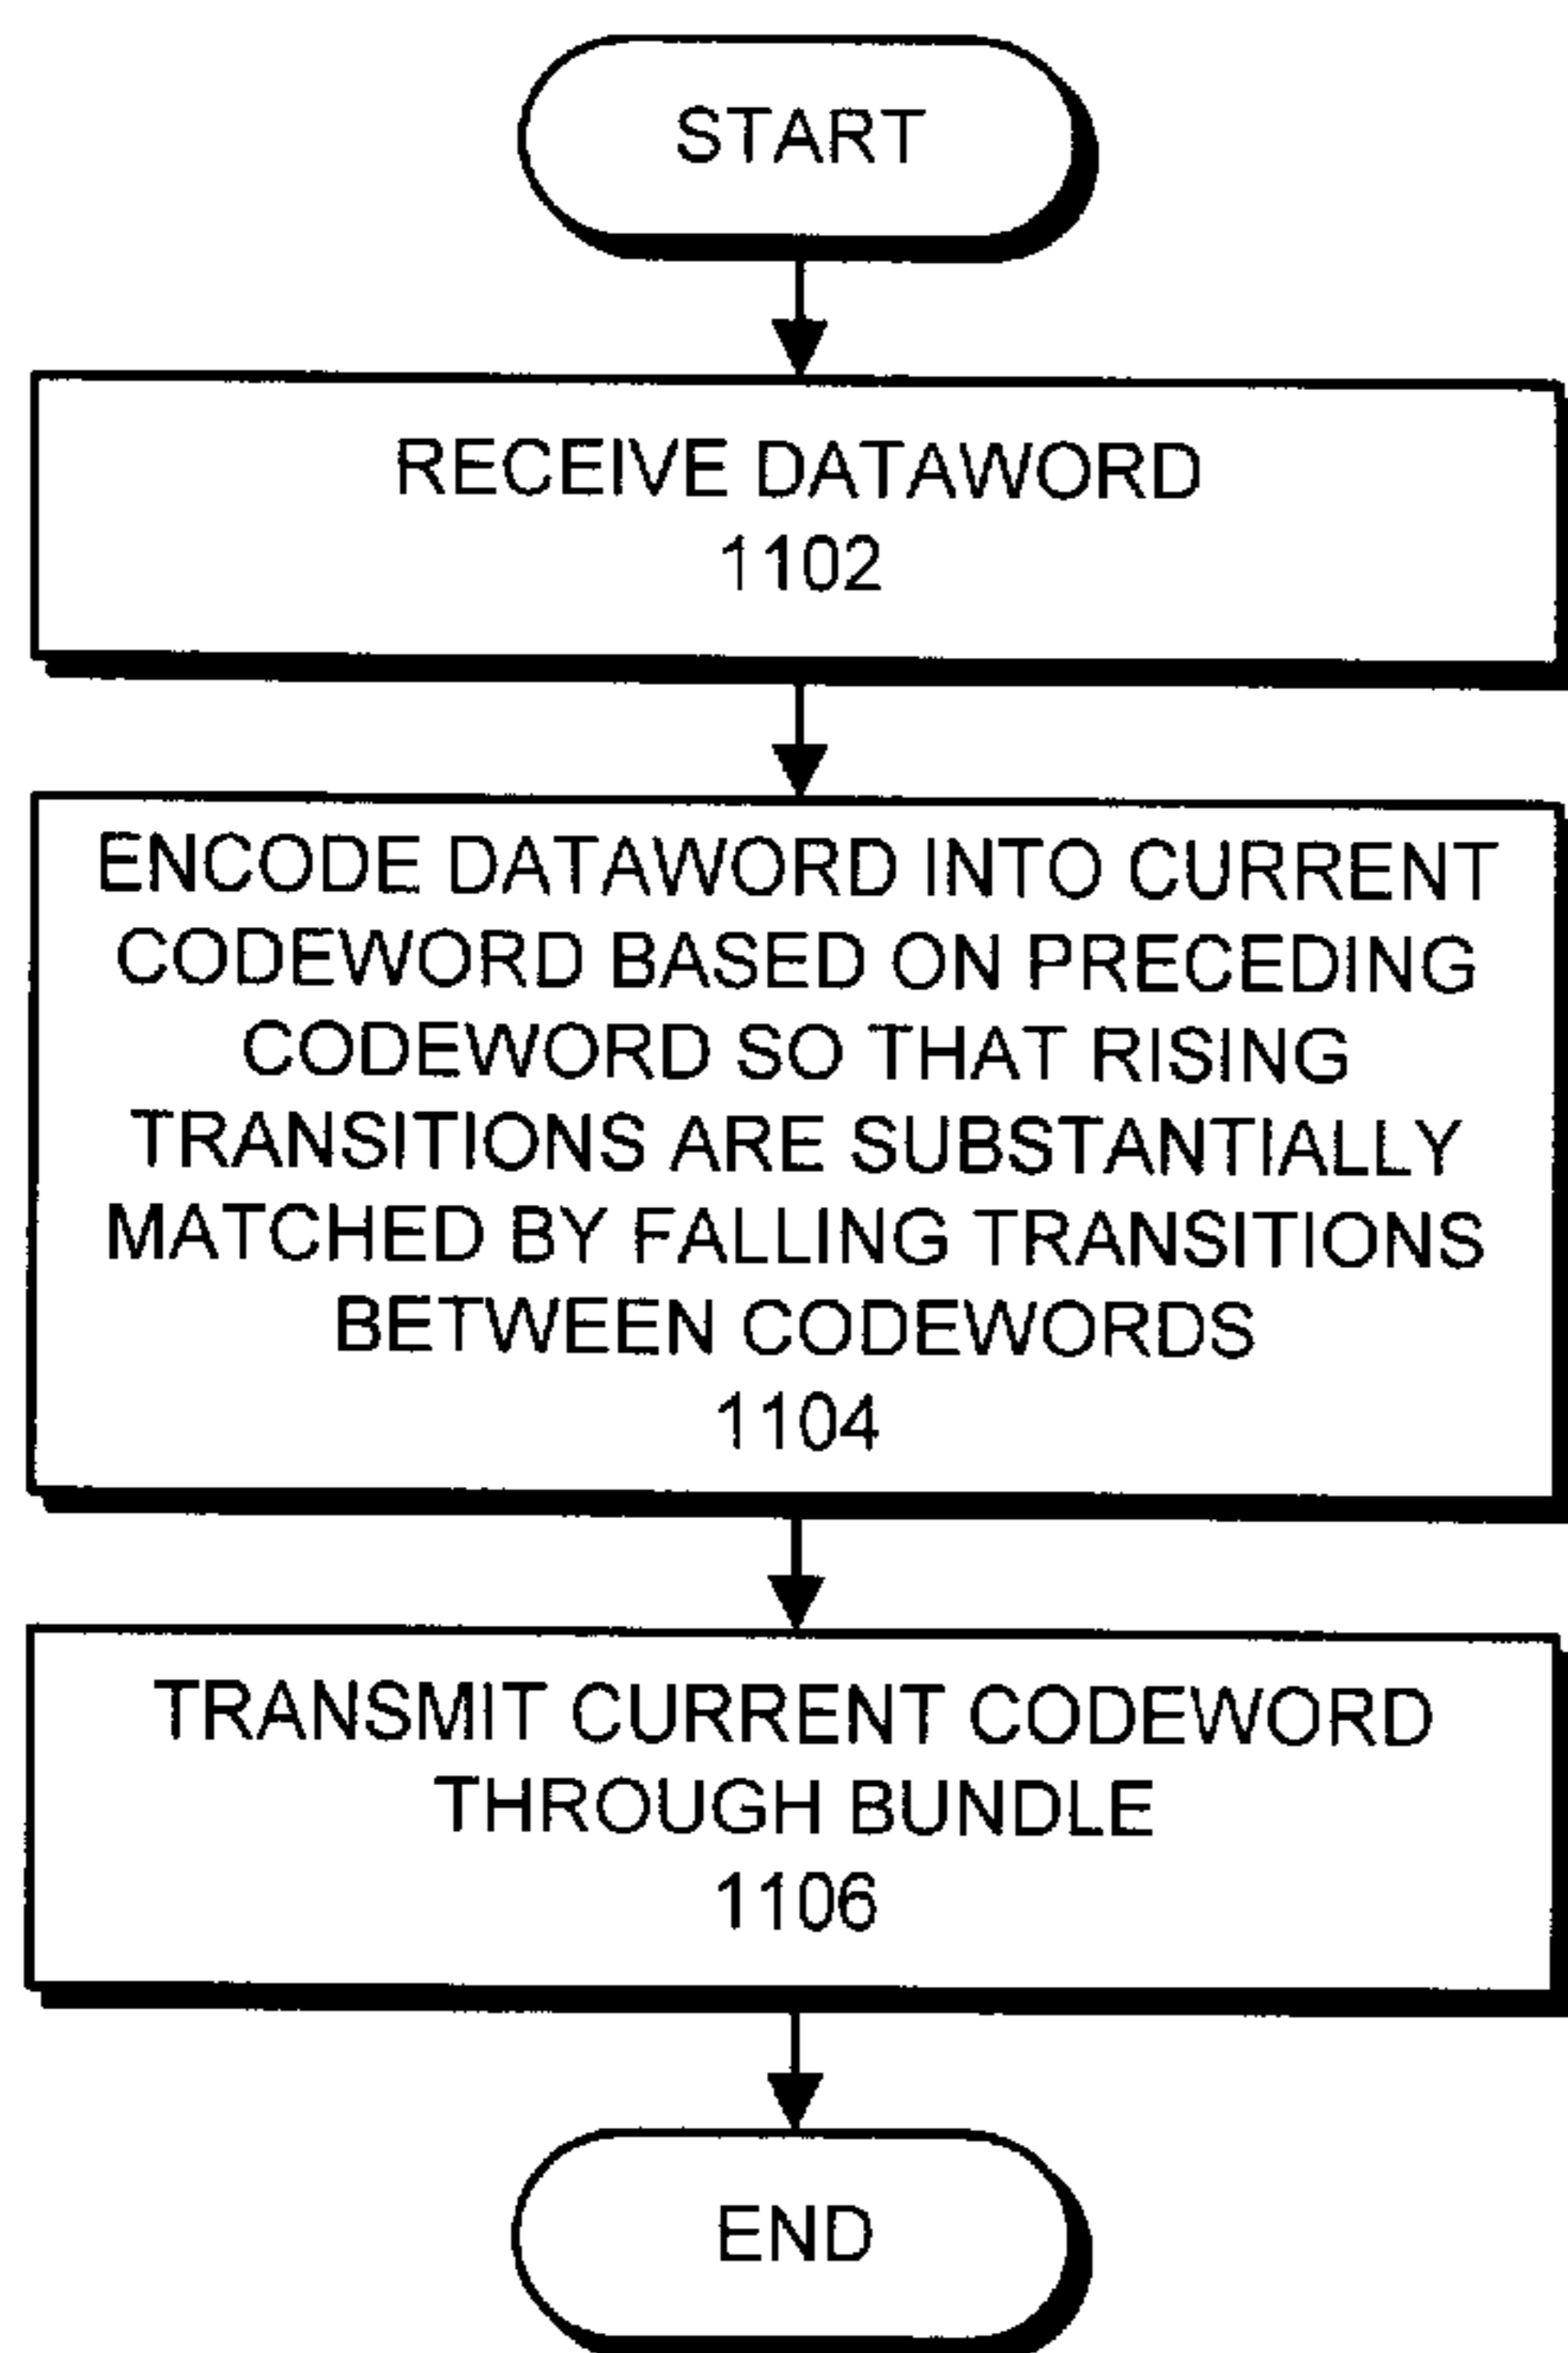 START
RECEIVE DATAWORD
1102
ENCODE DATAWORD INTO CURRENT
CODEWORD BASED ON PRECEDING
CODEWORD SO THAT RISING
TRANSITIONS ARE SUBSTANTIALLY
MATCHED BY FALLING TRANSITIONS
BETWEEN CODEWORDS
1104
TRANSMIT CURRENT CODEWORD
THROUGH BUNDLE
1106
END